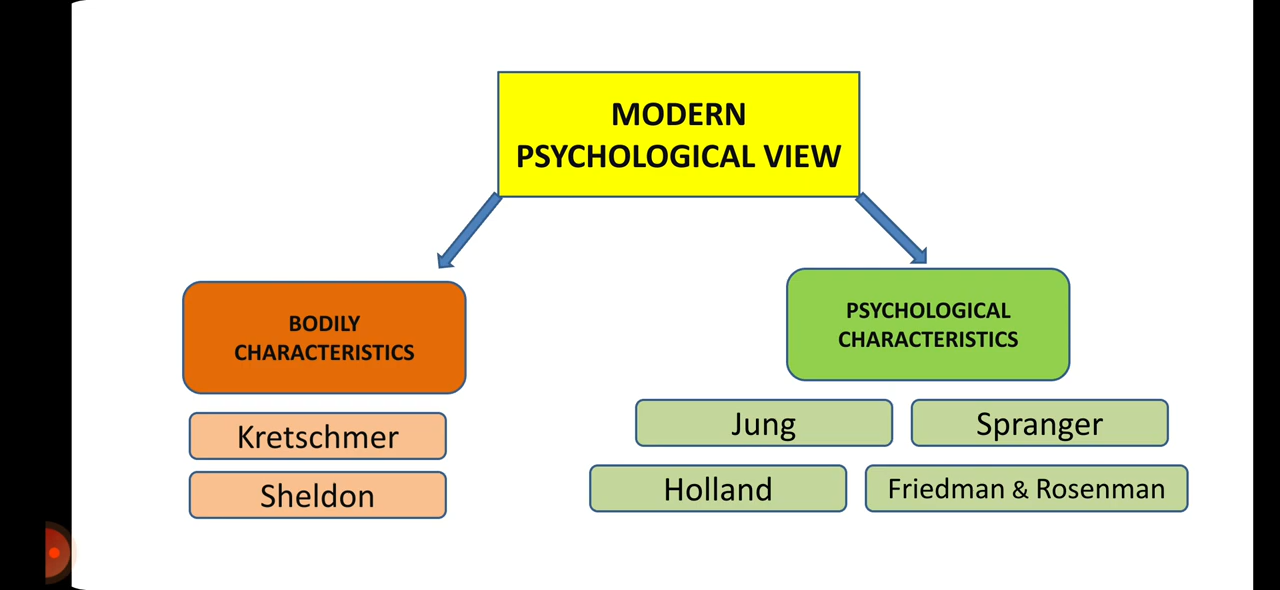 MODERN
PSYCHOLOGICAL VIEW
BODILY
CHARACTERISTICS
Kretschmer
Sheldon
PSYCHOLOGICAL
CHARACTERISTICS
Jung
Spranger
Holland
Friedman & Rosenman